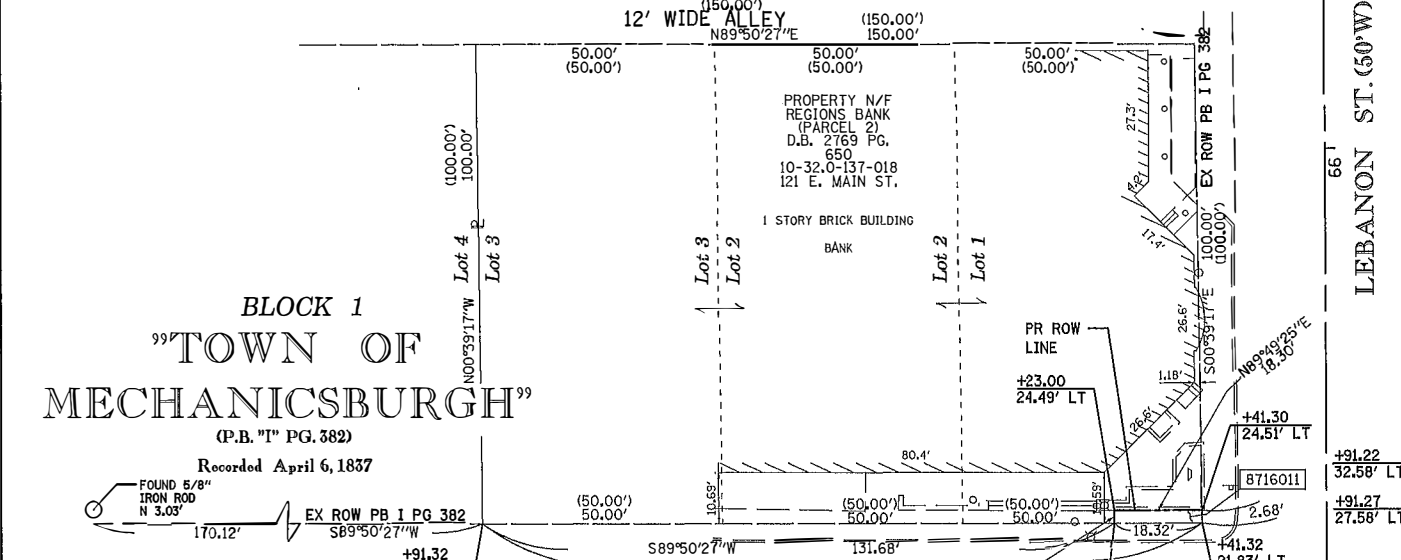 (150.00')
12' WIDE ALLEY
(150.00')
N89°50'27"E
150.00'
50.00'
(50.00')
50.00'
(50.00')
50.00'
(50.00')
PROPERTY N/F
REGIONS BANK
(PARCEL 2)
D.B. 2769 PG.
650
10-32.0-137-018
121 E. MAIN ST.
1 STORY BRICK BUILDING
BANK
(100.00')
100.00'
Lot 4
Lot 3
N00°39'17"W
Lot 3
Lot 2
Lot 2
Lot 1
27.3'
4.2'
17.4'
26.6'
1.18'
26.6'
EX ROW PB I PG 382
100.00'
(100.00')
S00°39'17"E
66'
LEBANON ST. (50'W)
BLOCK 1
"TOWN OF
MECHANICSBURGH"
(P.B. "I" PG. 382)
Recorded April 6, 1837
FOUND 5/8"
IRON ROD
N 3.03'
170.12'
EX ROW PB I PG 382
S89°50'27"W
PR ROW
LINE
+23.00
24.49' LT
N89°49'25"E
18.30'
+41.30
24.51' LT
+91.22
32.58' LT
8716011
+91.27
27.58' LT
2.68'
80.4'
10.69'
(50.00')
50.00'
(50.00')
50.00'
(50.00')
50.00'
18.32'
S89°50'27"W
131.68'
+91.32
+41.32